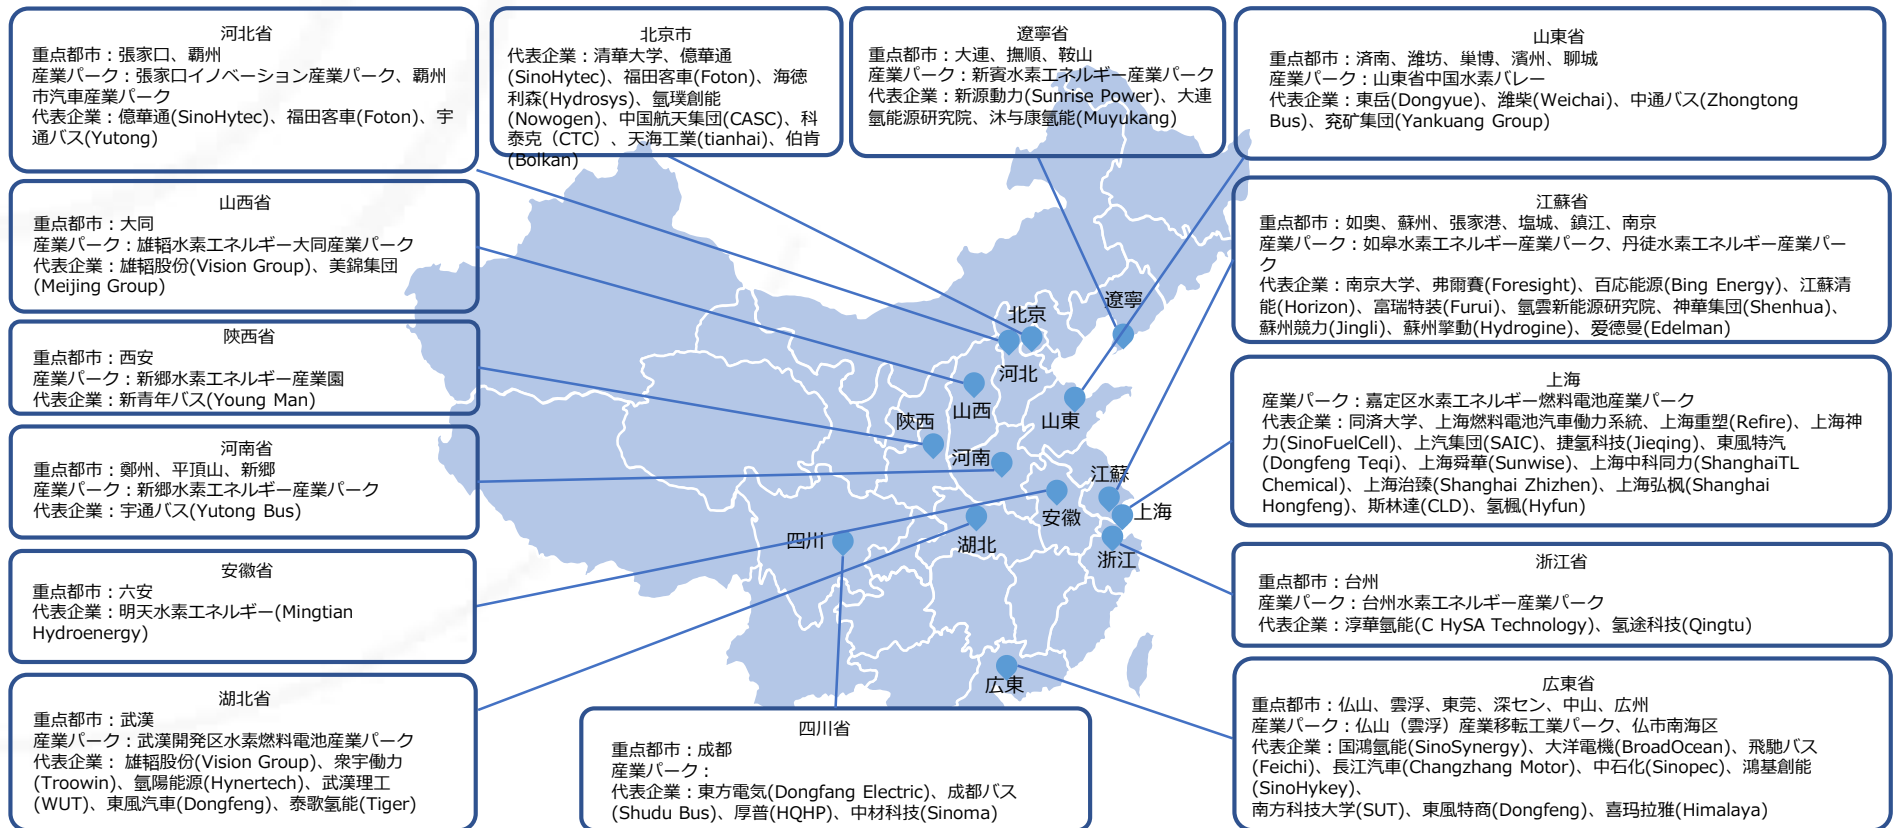 河北省
重点都市：張家口、覇州
産業パーク：張家口イノベーション産業パーク、覇州
市汽車産業パーク
代表企業：億華通(SinoHytec)、福田客車(Foton)、宇
通バス(Yutong)
北京市
代表企業：清華大学、億華通
(SinoHytec)、福田客車(Foton)、海徳
利森(Hydrosys)、氫璞創能
(Nowogen)、中国航天集団(CASC)、科
泰克（CTC）、天海工業(tianhai)、伯肯
(Bolkan)
遼寧省
重点都市：大連、撫順、鞍山
産業パーク：新賓水素エネルギー産業パーク
代表企業：新源動力(Sunrise Power)、大連
氫能源研究院、沐与康氫能(Muyukang)
山東省
重点都市：済南、濰坊、巣博、濱州、聊城
産業パーク：山東省中国水素バレー
代表企業：東岳(Dongyue)、濰柴(Weichai)、中通バス(Zhongtong
Bus)、兗矿集団(Yankuang Group)
山西省
重点都市：大同
産業パーク：雄韜水素エネルギー大同産業パーク
代表企業：雄韜股份(Vision Group)、美錦集団
(Meijing Group)
江蘇省
重点都市：如奥、蘇州、張家港、塩城、鎮江、南京
産業パーク：如皋水素エネルギー産業パーク、丹徒水素エネルギー産業パー
ク
代表企業：南京大学、弗爾賽(Foresight)、百応能源(Bing Energy)、江蘇清
能(Horizon)、富瑞特装(Furui)、氫雲新能源研究院、神華集団(Shenhua)、
蘇州競力(Jingli)、蘇州擎動(Hydrogine)、爱德曼(Edelman)
陝西省
重点都市：西安
産業パーク：新郷水素エネルギー産業園
代表企業：新青年バス(Young Man)
上海
産業パーク：嘉定区水素エネルギー燃料電池産業パーク
代表企業：同済大学、上海燃料電池汽車動力系統、上海重塑(Refire)、上海神
力(SinoFuelCell)、上汽集団(SAIC)、捷氫科技(Jieqing)、東風特汽
(Dongfeng Teqi)、上海舜華(Sunwise)、上海中科同力(ShanghaiTL
Chemical)、上海治臻(Shanghai Zhizhen)、上海弘枫(Shanghai
Hongfeng)、斯林達(CLD)、氢楓(Hyfun)
河南省
重点都市：鄭州、平頂山、新郷
産業パーク：新郷水素エネルギー産業パーク
代表企業：宇通バス(Yutong Bus)
安徽省
重点都市：六安
代表企業：明天水素エネルギー(Mingtian
Hydroenergy)
浙江省
重点都市：台州
産業パーク：台州水素エネルギー産業パーク
代表企業：淳華氫能(C HySA Technology)、氢途科技(Qingtu)
湖北省
重点都市：武漢
産業パーク：武漢開発区水素燃料電池産業パーク
代表企業： 雄韜股份(Vision Group)、衆宇働力
(Troowin)、氫陽能源(Hynertech)、武漢理工
(WUT)、東風汽車(Dongfeng)、泰歌氢能(Tiger)
四川省
重点都市：成都
産業パーク：
代表企業：東方電気(Dongfang Electric)、成都バス
(Shudu Bus)、厚普(HQHP)、中材科技(Sinoma)
広東省
重点都市：仏山、雲浮、東莞、深セン、中山、広州
産業パーク：仏山（雲浮）産業移転工業パーク、仏市南海区
代表企業：国鴻氫能(SinoSynergy)、大洋電機(BroadOcean)、飛馳バス
(Feichi)、長江汽車(Changzhang Motor)、中石化(Sinopec)、鴻基創能
(SinoHykey)、
南方科技大学(SUT)、東風特商(Dongfeng)、喜玛拉雅(Himalaya)
遼寧
北京
河北
山西
山東
陝西
河南
江蘇
安徽
上海
四川
湖北
浙江
広東